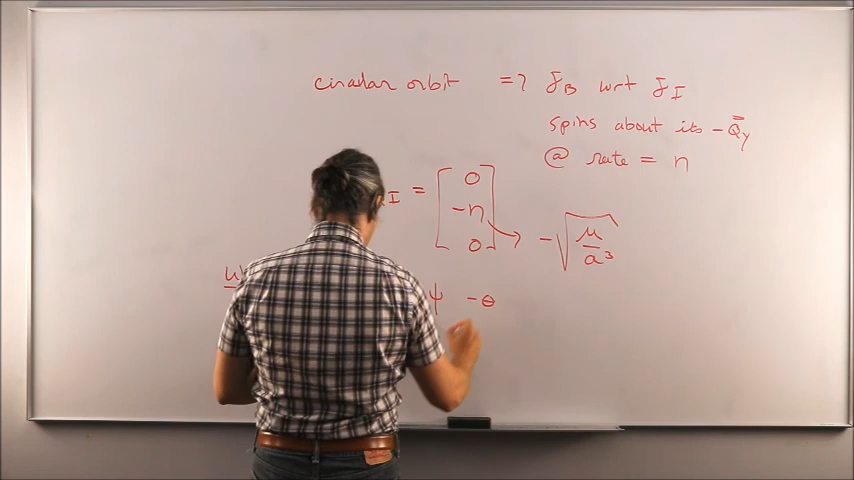 circular orbit => ℱB wrt ℱI
spins about its - Q̄y
@ rate = n
I = [ 0 -n 0 ] → - √ μ / a³
ψ - θ